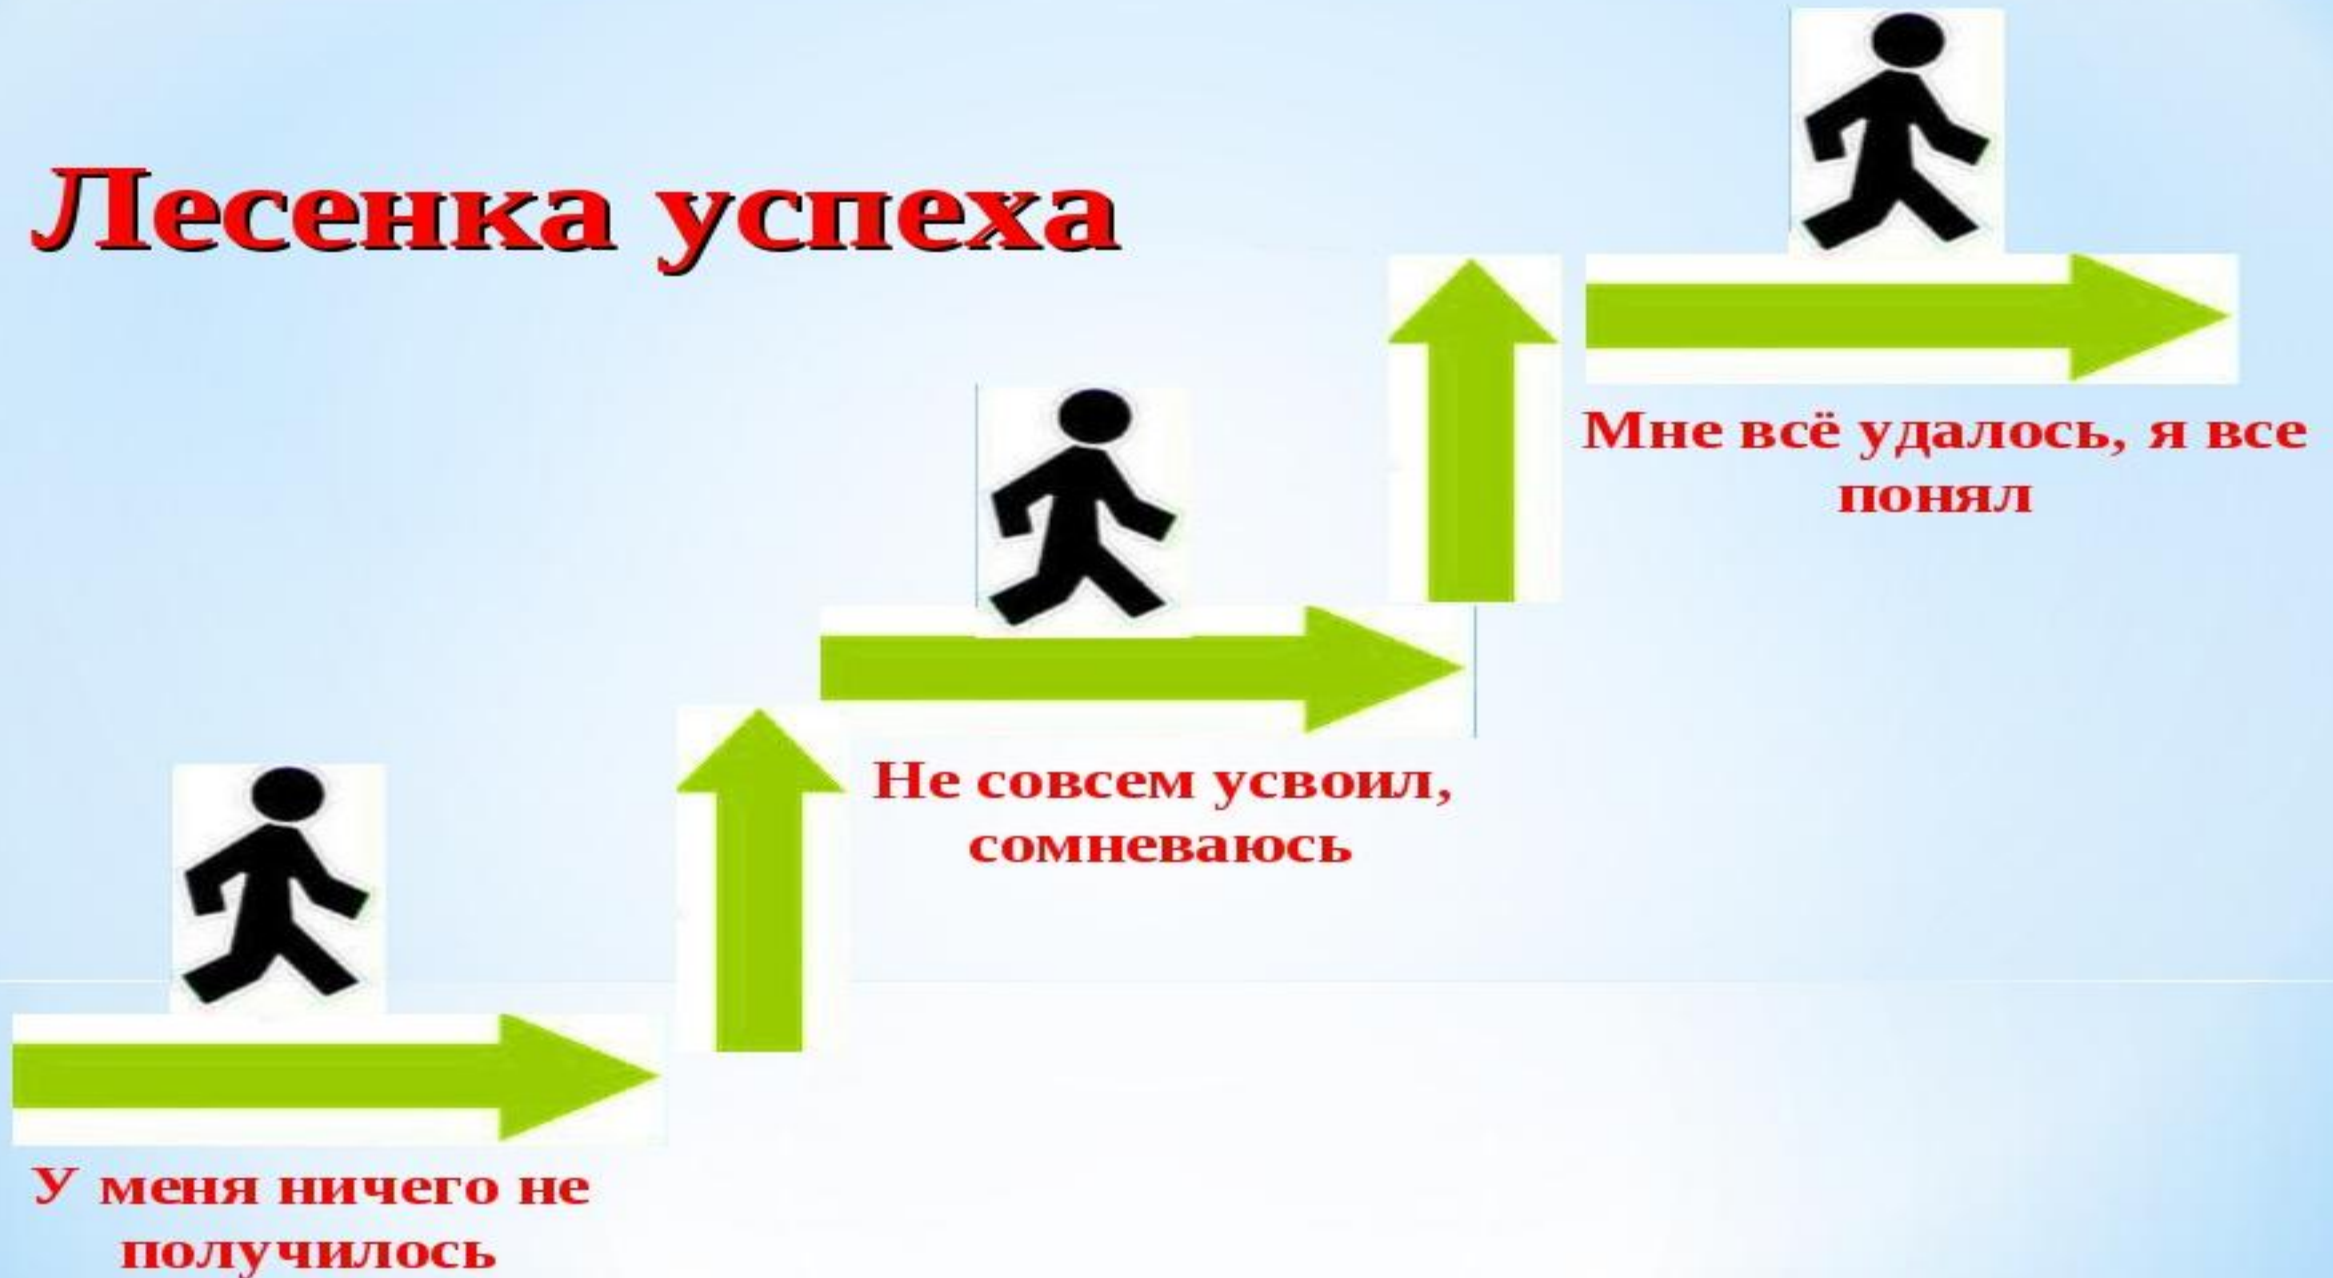 Лесенка успеха
Мне всё удалось, я все
понял
Не совсем усвоил,
сомневаюсь
У меня ничего не
получилось